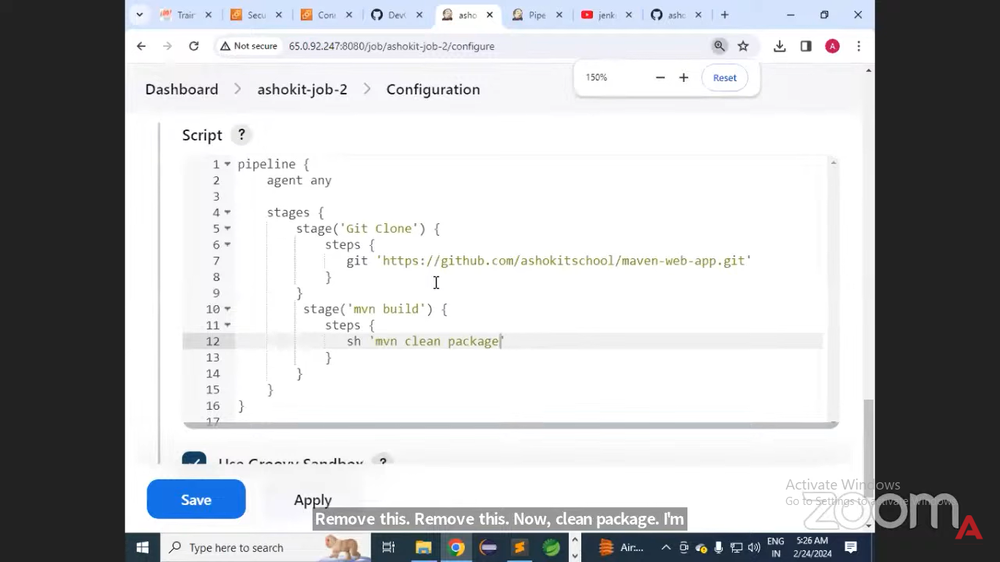 Trair
Secu
Con
Dev
asho
Pipe
jenk
asho
Not secure
65.0.92.247:8080/job/ashokit-job-2/configure
150%
Reset
Dashboard > ashokit-job-2 > Configuration
Script ?
1 pipeline {
2 agent any
3
4 stages {
5 stage('Git Clone') {
6 steps {
7 git 'https://github.com/ashokitschool/maven-web-app.git'
8 }
9 }
10 stage('mvn build') {
11 steps {
12 sh 'mvn clean package'
13 }
14 }
15 }
16 }
17
Use Groovy Sandbox ?
Save
Apply
Activate Windows
Go to Settings to activate Windows.
zoom
Remove this. Remove this. Now, clean package. I'm
Type here to search
Air:...
ENG
IN
5:26 AM
2/24/2024